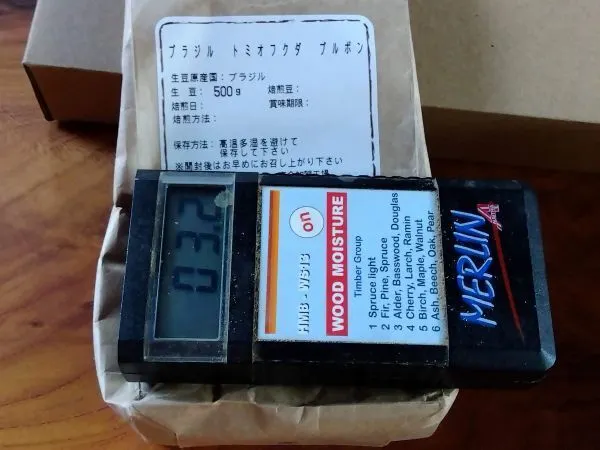 ブラジル トミオフクダ ブルボン
生豆原産国：ブラジル
生 豆： 500g 焙煎豆：
焙煎日： 賞味期限：
焙煎方法：
保存方法：高温多湿を避けて
保存して下さい
※開封後はお早めにお召し上がり下さい
03.2
HM8 - WS13
WOOD MOISTURE
on
Timber Group
1 Spruce light
2 Fir, Pine, Spruce
3 Alder, Basswood, Douglas
4 Cherry, Larch, Ramin
5 Birch, Maple, Walnut
6 Ash, Beech, Oak, Pear
MERLIN